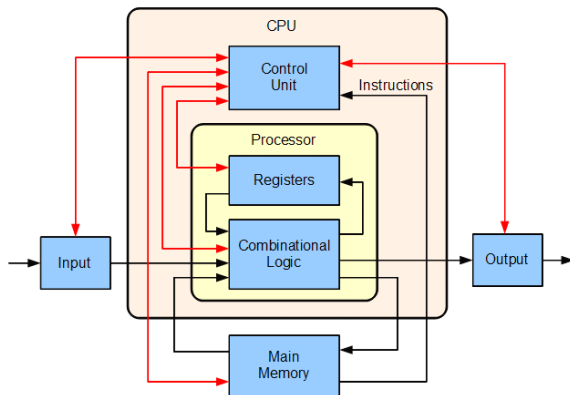 CPU
Control
Unit
Instructions
Processor
Registers
Combinational
Logic
Input
Output
Main
Memory